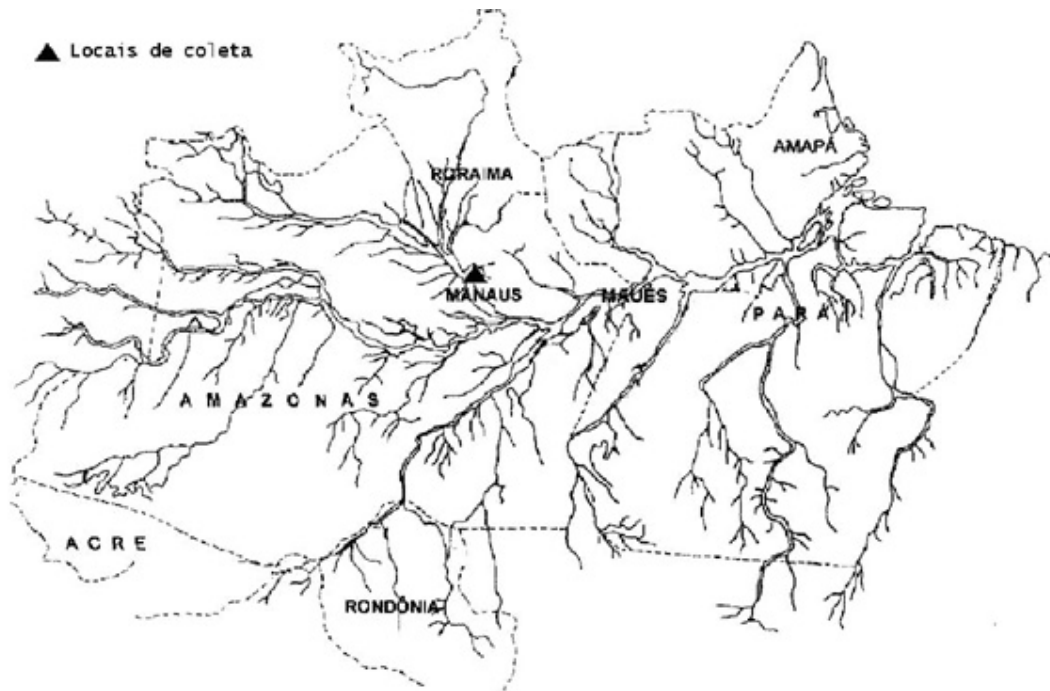 ▲ Locais de coleta
AMAPÁ
RORAIMA
MANAUS
MAUÉS
PARÁ
AMAZONAS
ACRE
RONDÔNIA